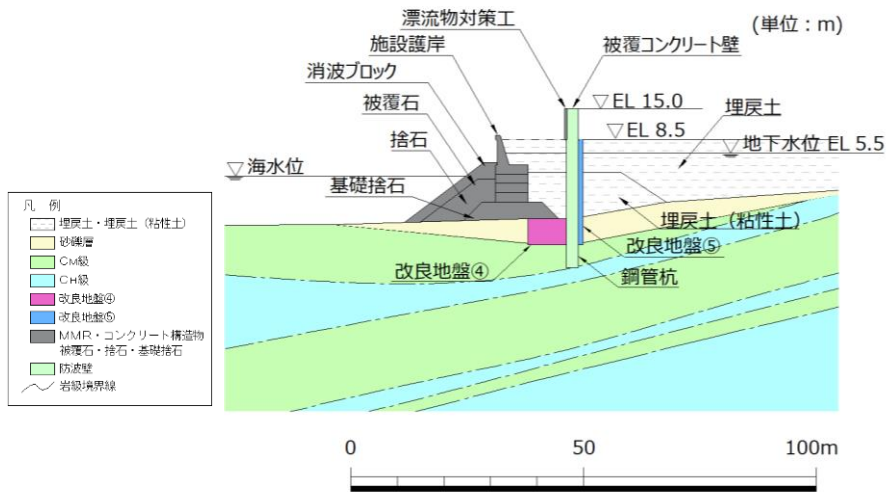 漂流物対策工
(単位：m)
施設護岸
被覆コンクリート壁
消波ブロック
被覆石
▽EL 15.0
埋戻土
捨石
▽EL 8.5
▽地下水位 EL 5.5
▽海水位
基礎捨石
埋戻土（粘性土）
改良地盤⑤
改良地盤④
鋼管杭
凡 例
埋戻土・埋戻土（粘性土）
砂礫層
CM級
CH級
改良地盤④
改良地盤⑤
MMR・コンクリート構造物
被覆石・捨石・基礎捨石
防波壁
岩級境界線
0
50
100m